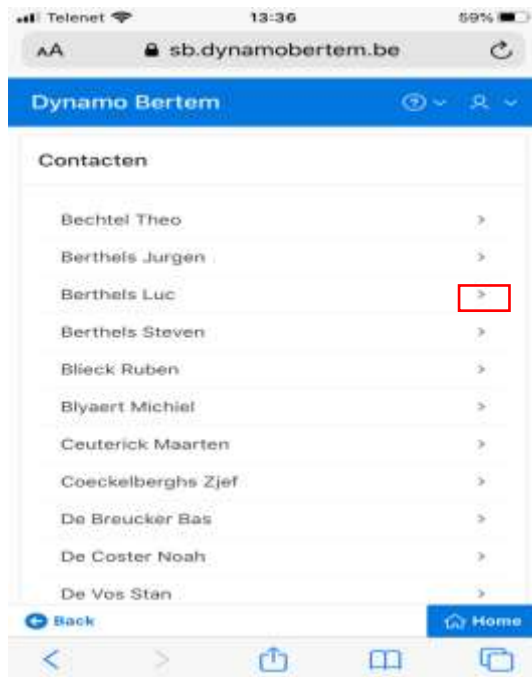 Telenet 13:36 59%
AA sb.dynamobertem.be
Dynamo Bertem
Contacten
Bechtel Theo
Berthels Jurgen
Berthels Luc
Berthels Steven
Blieck Ruben
Blyaert Michiel
Ceuterick Maarten
Coeckelberghs Zjef
De Breucker Bas
De Coster Noah
De Vos Stan
Back Home